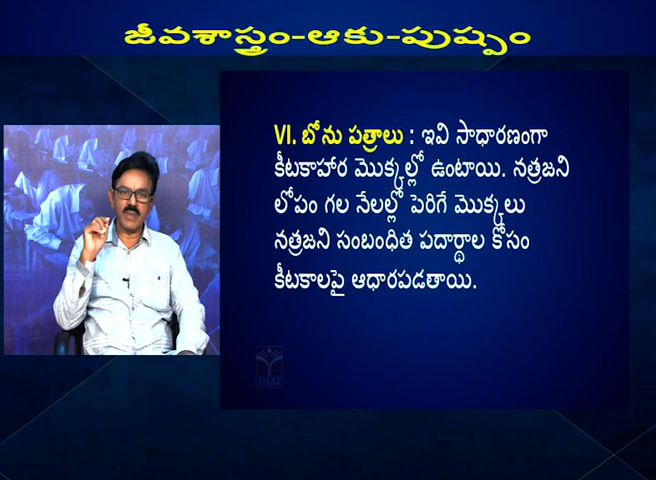 జీవశాస్త్రం-ఆకు-పుష్పం
VI. బోను పత్రాలు : ఇవి సాధారణంగా
కీటకాహార మొక్కల్లో ఉంటాయి. నత్రజని
లోపం గల నేలల్లో పెరిగే మొక్కలు
నత్రజని సంబంధిత పదార్థాల కోసం
కీటకాలపై ఆధారపడతాయి.
T-SAT